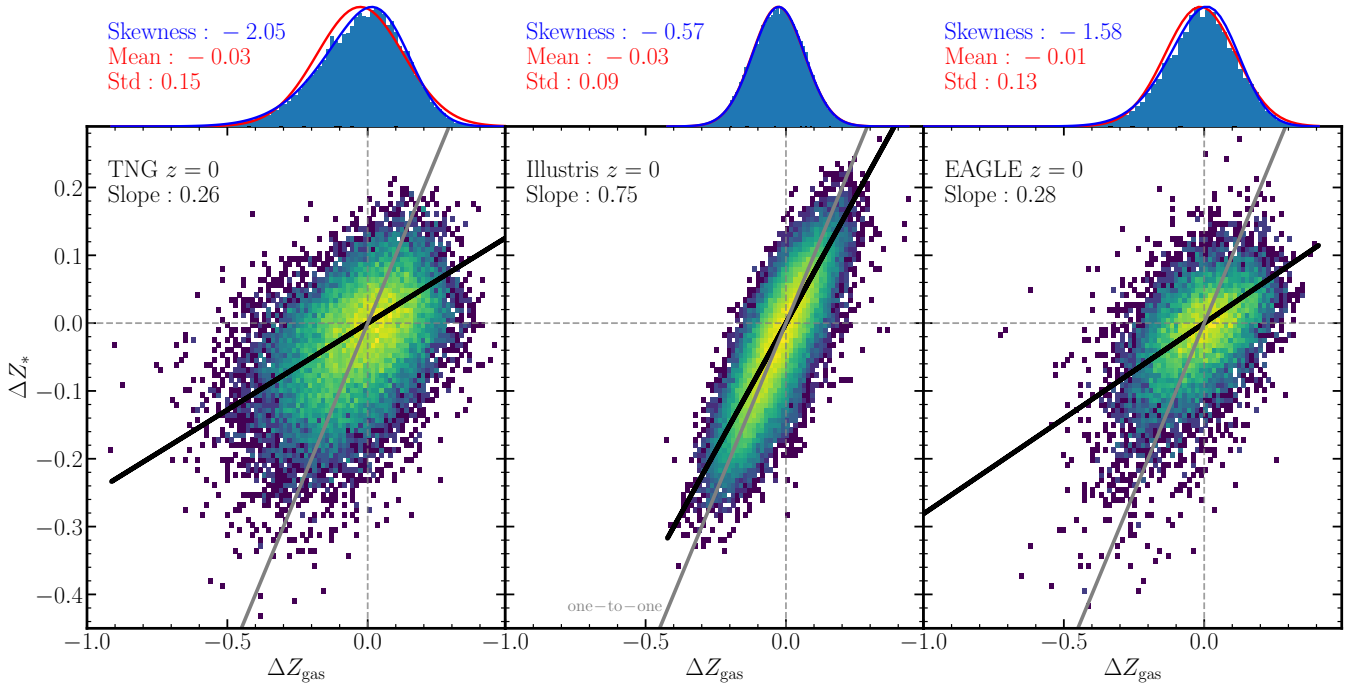 Skewness : − 2.05
Mean : − 0.03
Std : 0.15
Skewness : − 0.57
Mean : − 0.03
Std : 0.09
Skewness : − 1.58
Mean : − 0.01
Std : 0.13
TNG z = 0
Slope : 0.26
Illustris z = 0
Slope : 0.75
EAGLE z = 0
Slope : 0.28
0.2
0.1
0.0
−0.1
−0.2
−0.3
−0.4
ΔZ*
one−to−one
−1.0 −0.5 0.0 −1.0 −0.5 0.0 −1.0 −0.5 0.0
ΔZgas ΔZgas ΔZgas